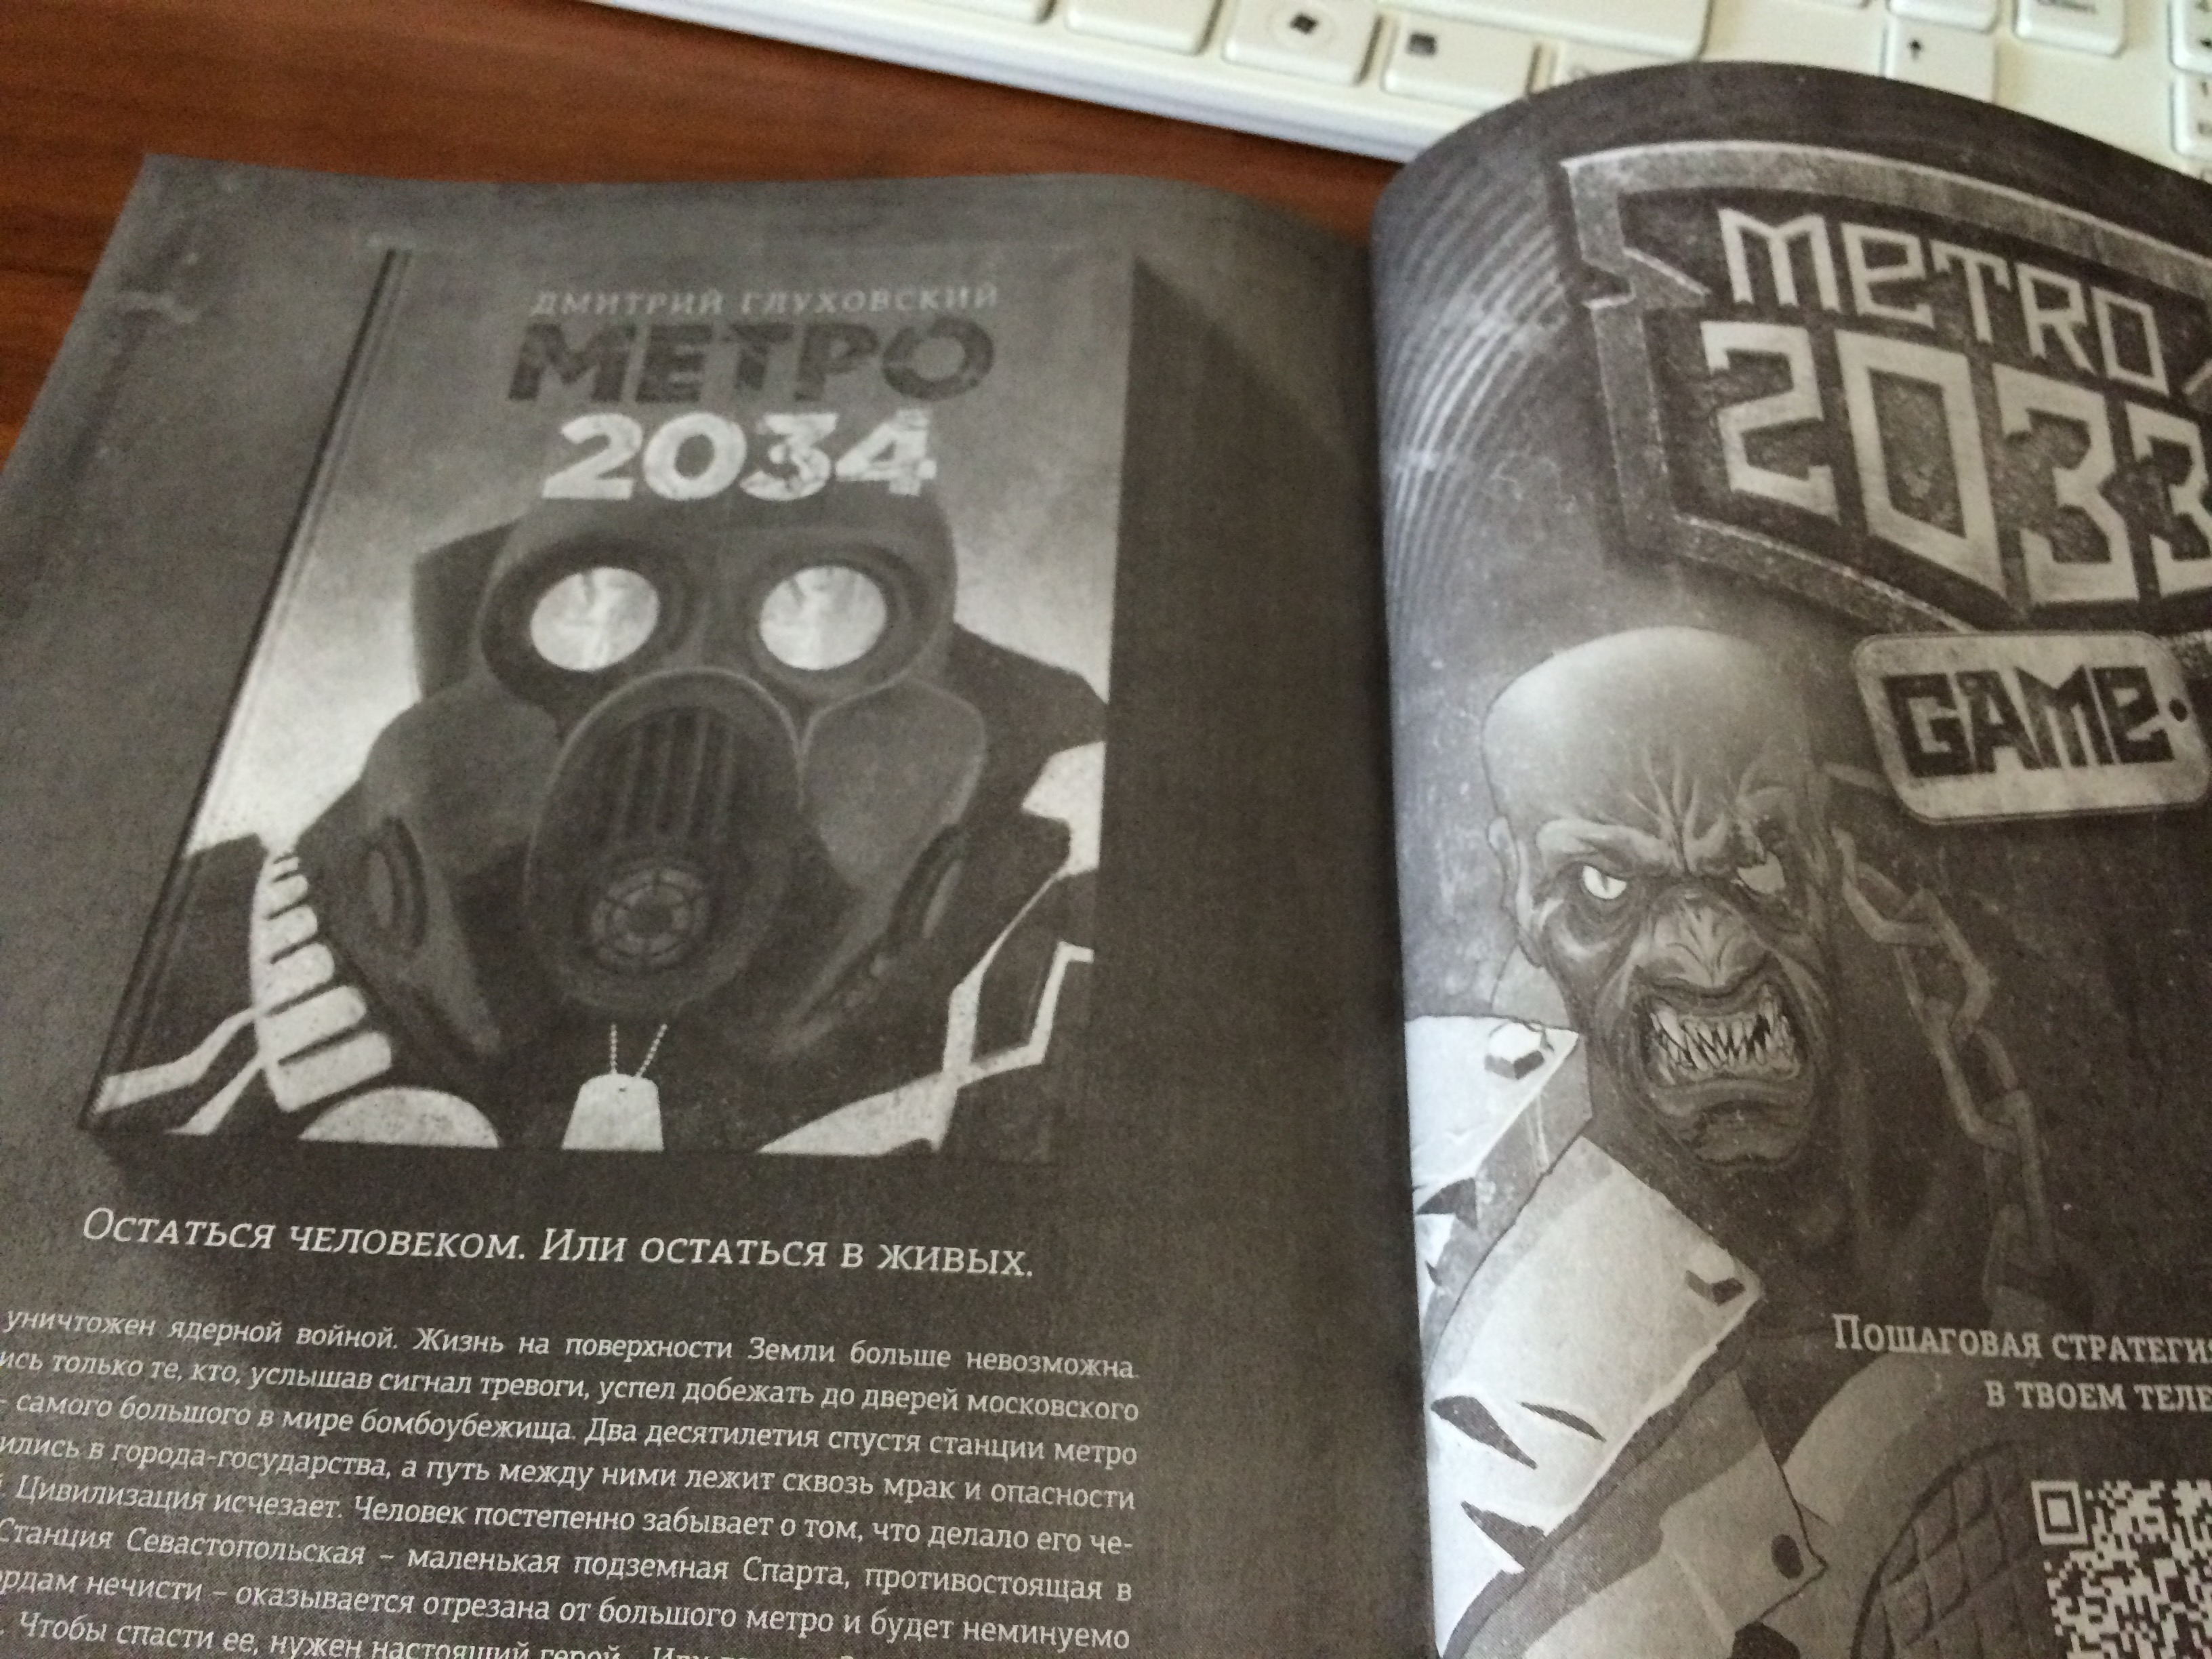 ДМИТРИЙ ГЛУХОВСКИЙ
МЕТРО
2034
Остаться человеком. Или остаться в живых.
уничтожен ядерной войной. Жизнь на поверхности Земли больше невозможна.
ись только те, кто, услышав сигнал тревоги, успел добежать до дверей московского
– самого большого в мире бомбоубежища. Два десятилетия спустя станции метро
ились в города-государства, а путь между ними лежит сквозь мрак и опасности
. Цивилизация исчезает. Человек постепенно забывает о том, что делало его че-
Станция Севастопольская – маленькая подземная Спарта, противостоящая в
рдам нечисти – оказывается отрезана от большого метро и будет неминуемо
. Чтобы спасти ее, нужен настоящий герой
METRO
2033
GAME.
Пошаговая стратегия
в твоем теле